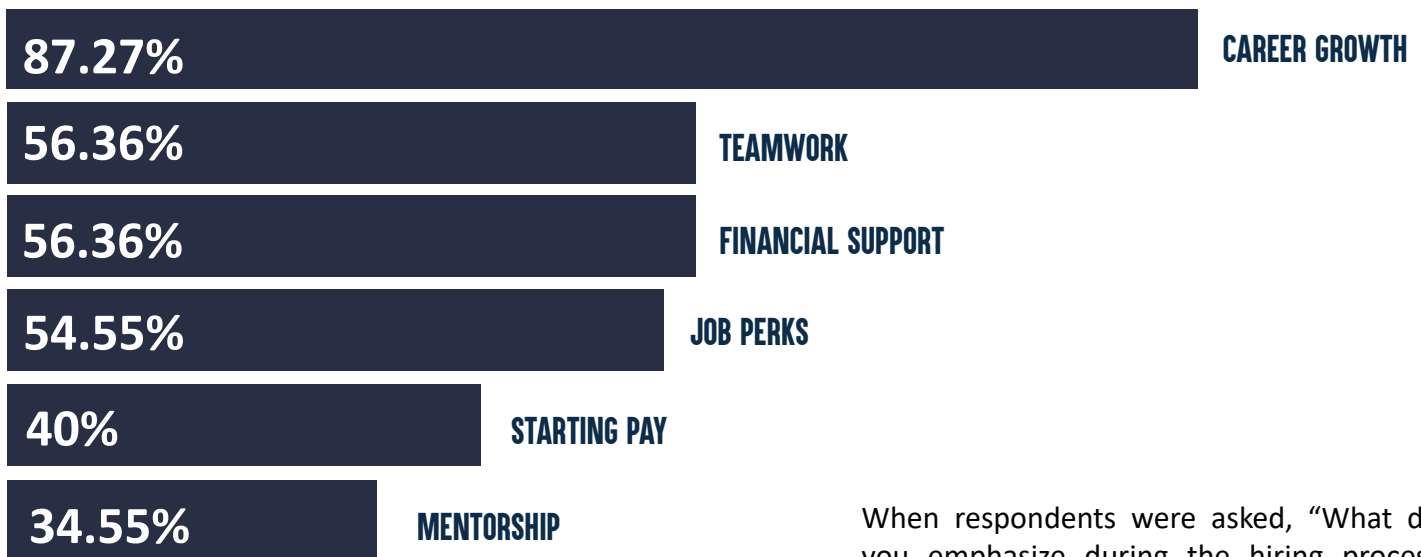 87.27% CAREER GROWTH
56.36% TEAMWORK
56.36% FINANCIAL SUPPORT
54.55% JOB PERKS
40% STARTING PAY
34.55% MENTORSHIP
When respondents were asked, “What d
you emphasize during the hiring proces